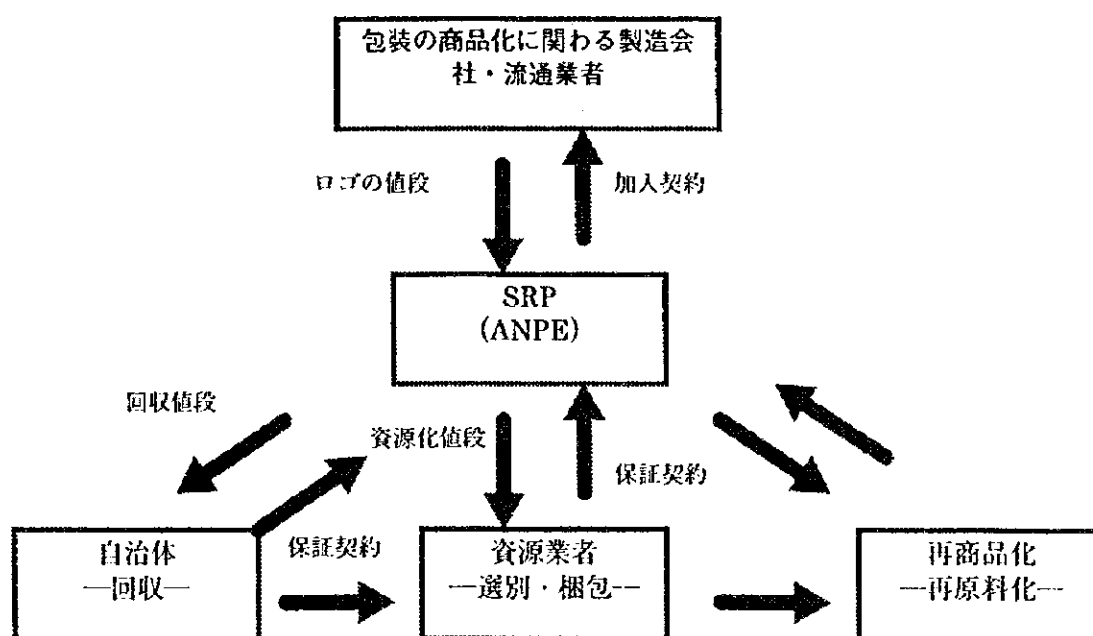 包装の商品化に関わる製造会
社・流通業者
ロゴの値段
加入契約
SRP
(ANPE)
回収値段
資源化値段
保証契約
自治体
—回収—
保証契約
資源業者
—選別・梱包—
再商品化
—再原料化—